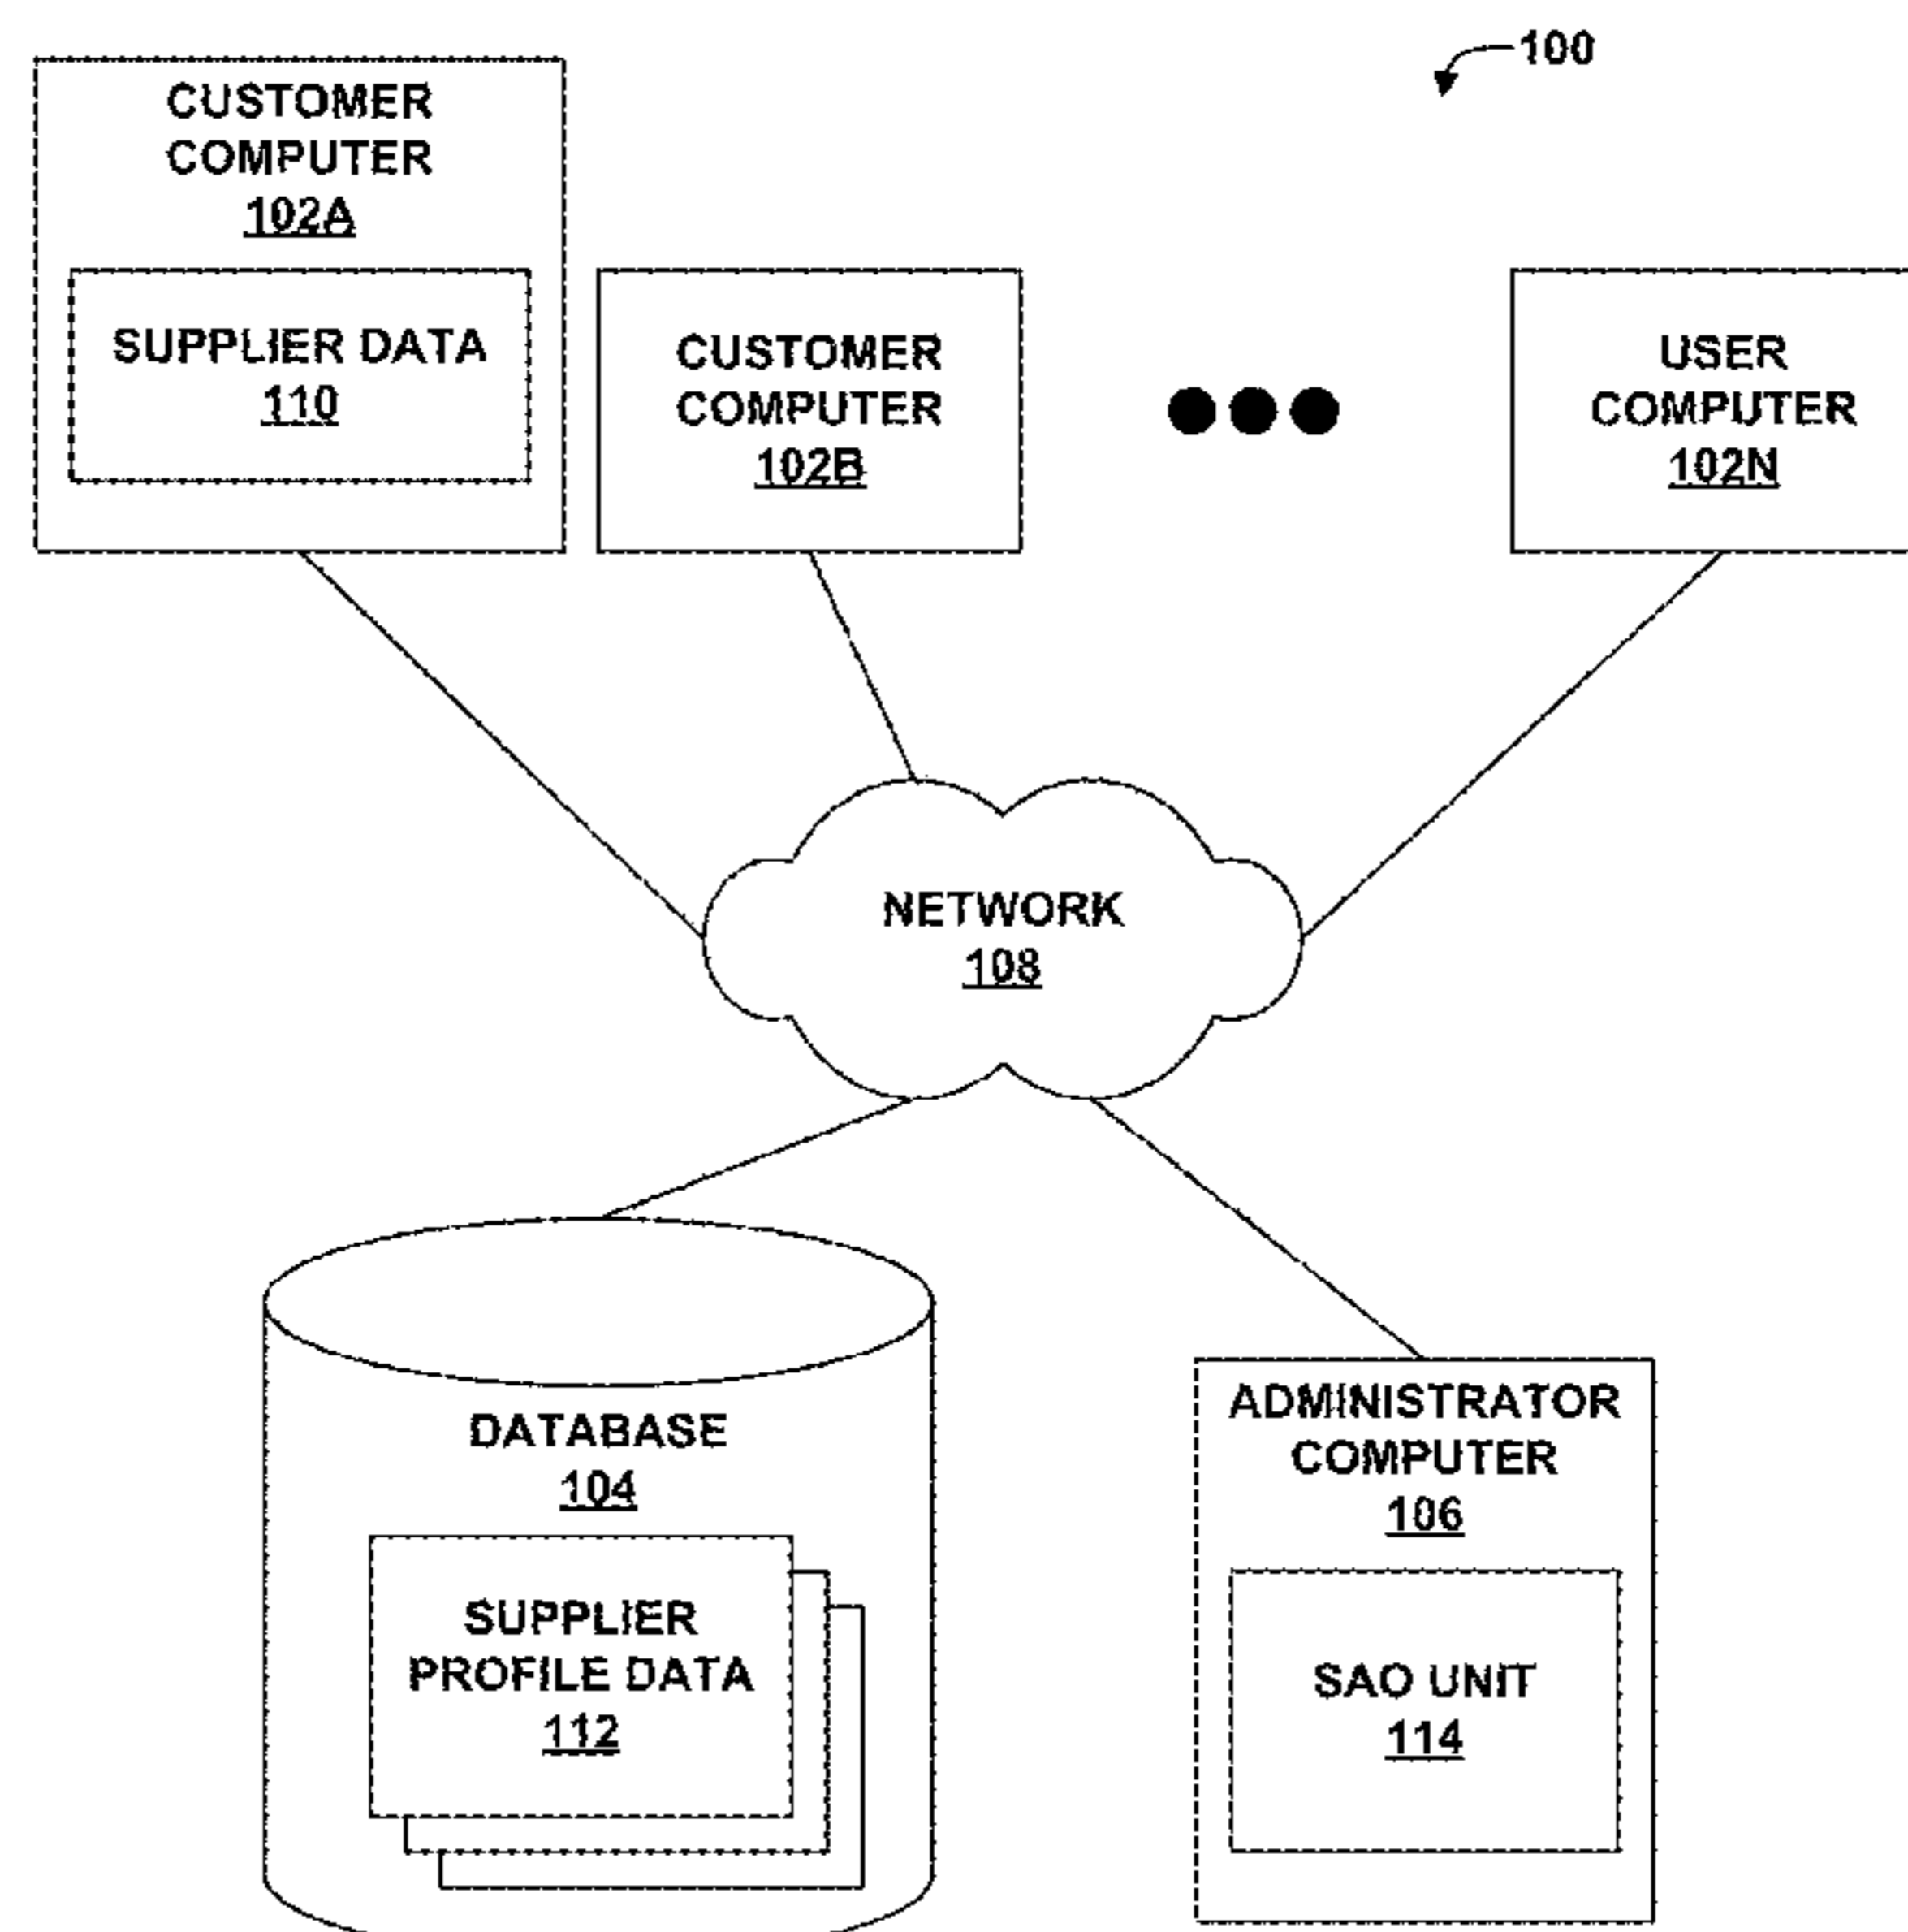 100
CUSTOMER
COMPUTER
102A
SUPPLIER DATA
110
CUSTOMER
COMPUTER
102B
USER
COMPUTER
102N
NETWORK
108
DATABASE
104
SUPPLIER
PROFILE DATA
112
ADMINISTRATOR
COMPUTER
106
SAO UNIT
114